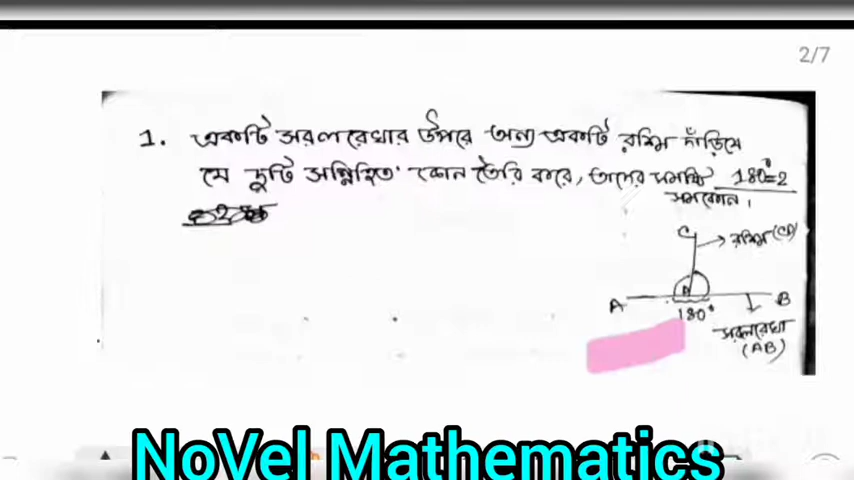 2/7
1. একটি সরলরেখার উপরে অন্য একটি রশ্মি দাঁড়িয়ে
যে দুটি সন্নিহিত কোন তৈরি করে, তাদের সমষ্টি 180°=2
সমকোন।
C
রশ্মি (CD)
D
A
B
180°
সরলরেখা
(AB)
NoVel Mathematics